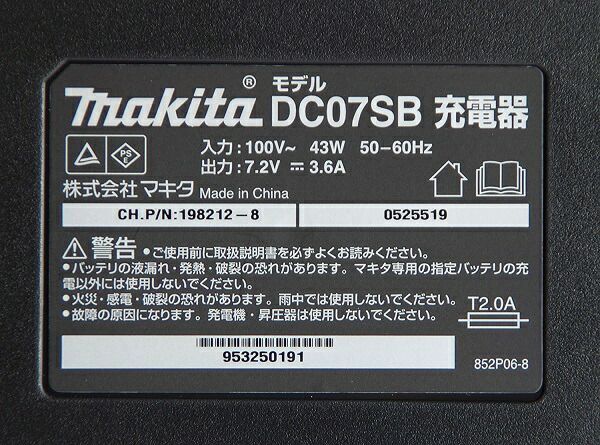 makita® モデル DC07SB 充電器
入力:100V~ 43W 50-60Hz
出力:7.2V ⎓ 3.6A
PS
株式会社マキタ Made in China
CH.P/N:198212-8 0525519
⚠警告 •ご使用前に取扱説明書を必ずよくお読みください。
•バッテリの液漏れ・発熱・破裂の恐れがあります。マキタ専用の指定バッテリの充
電以外には使用しないでください。
•火災・感電・破裂の恐れがあります。雨中では使用しないでください。
•故障の原因になります。発電機・昇圧器は使用しないでください。
T2.0A
953250191
852P06-8